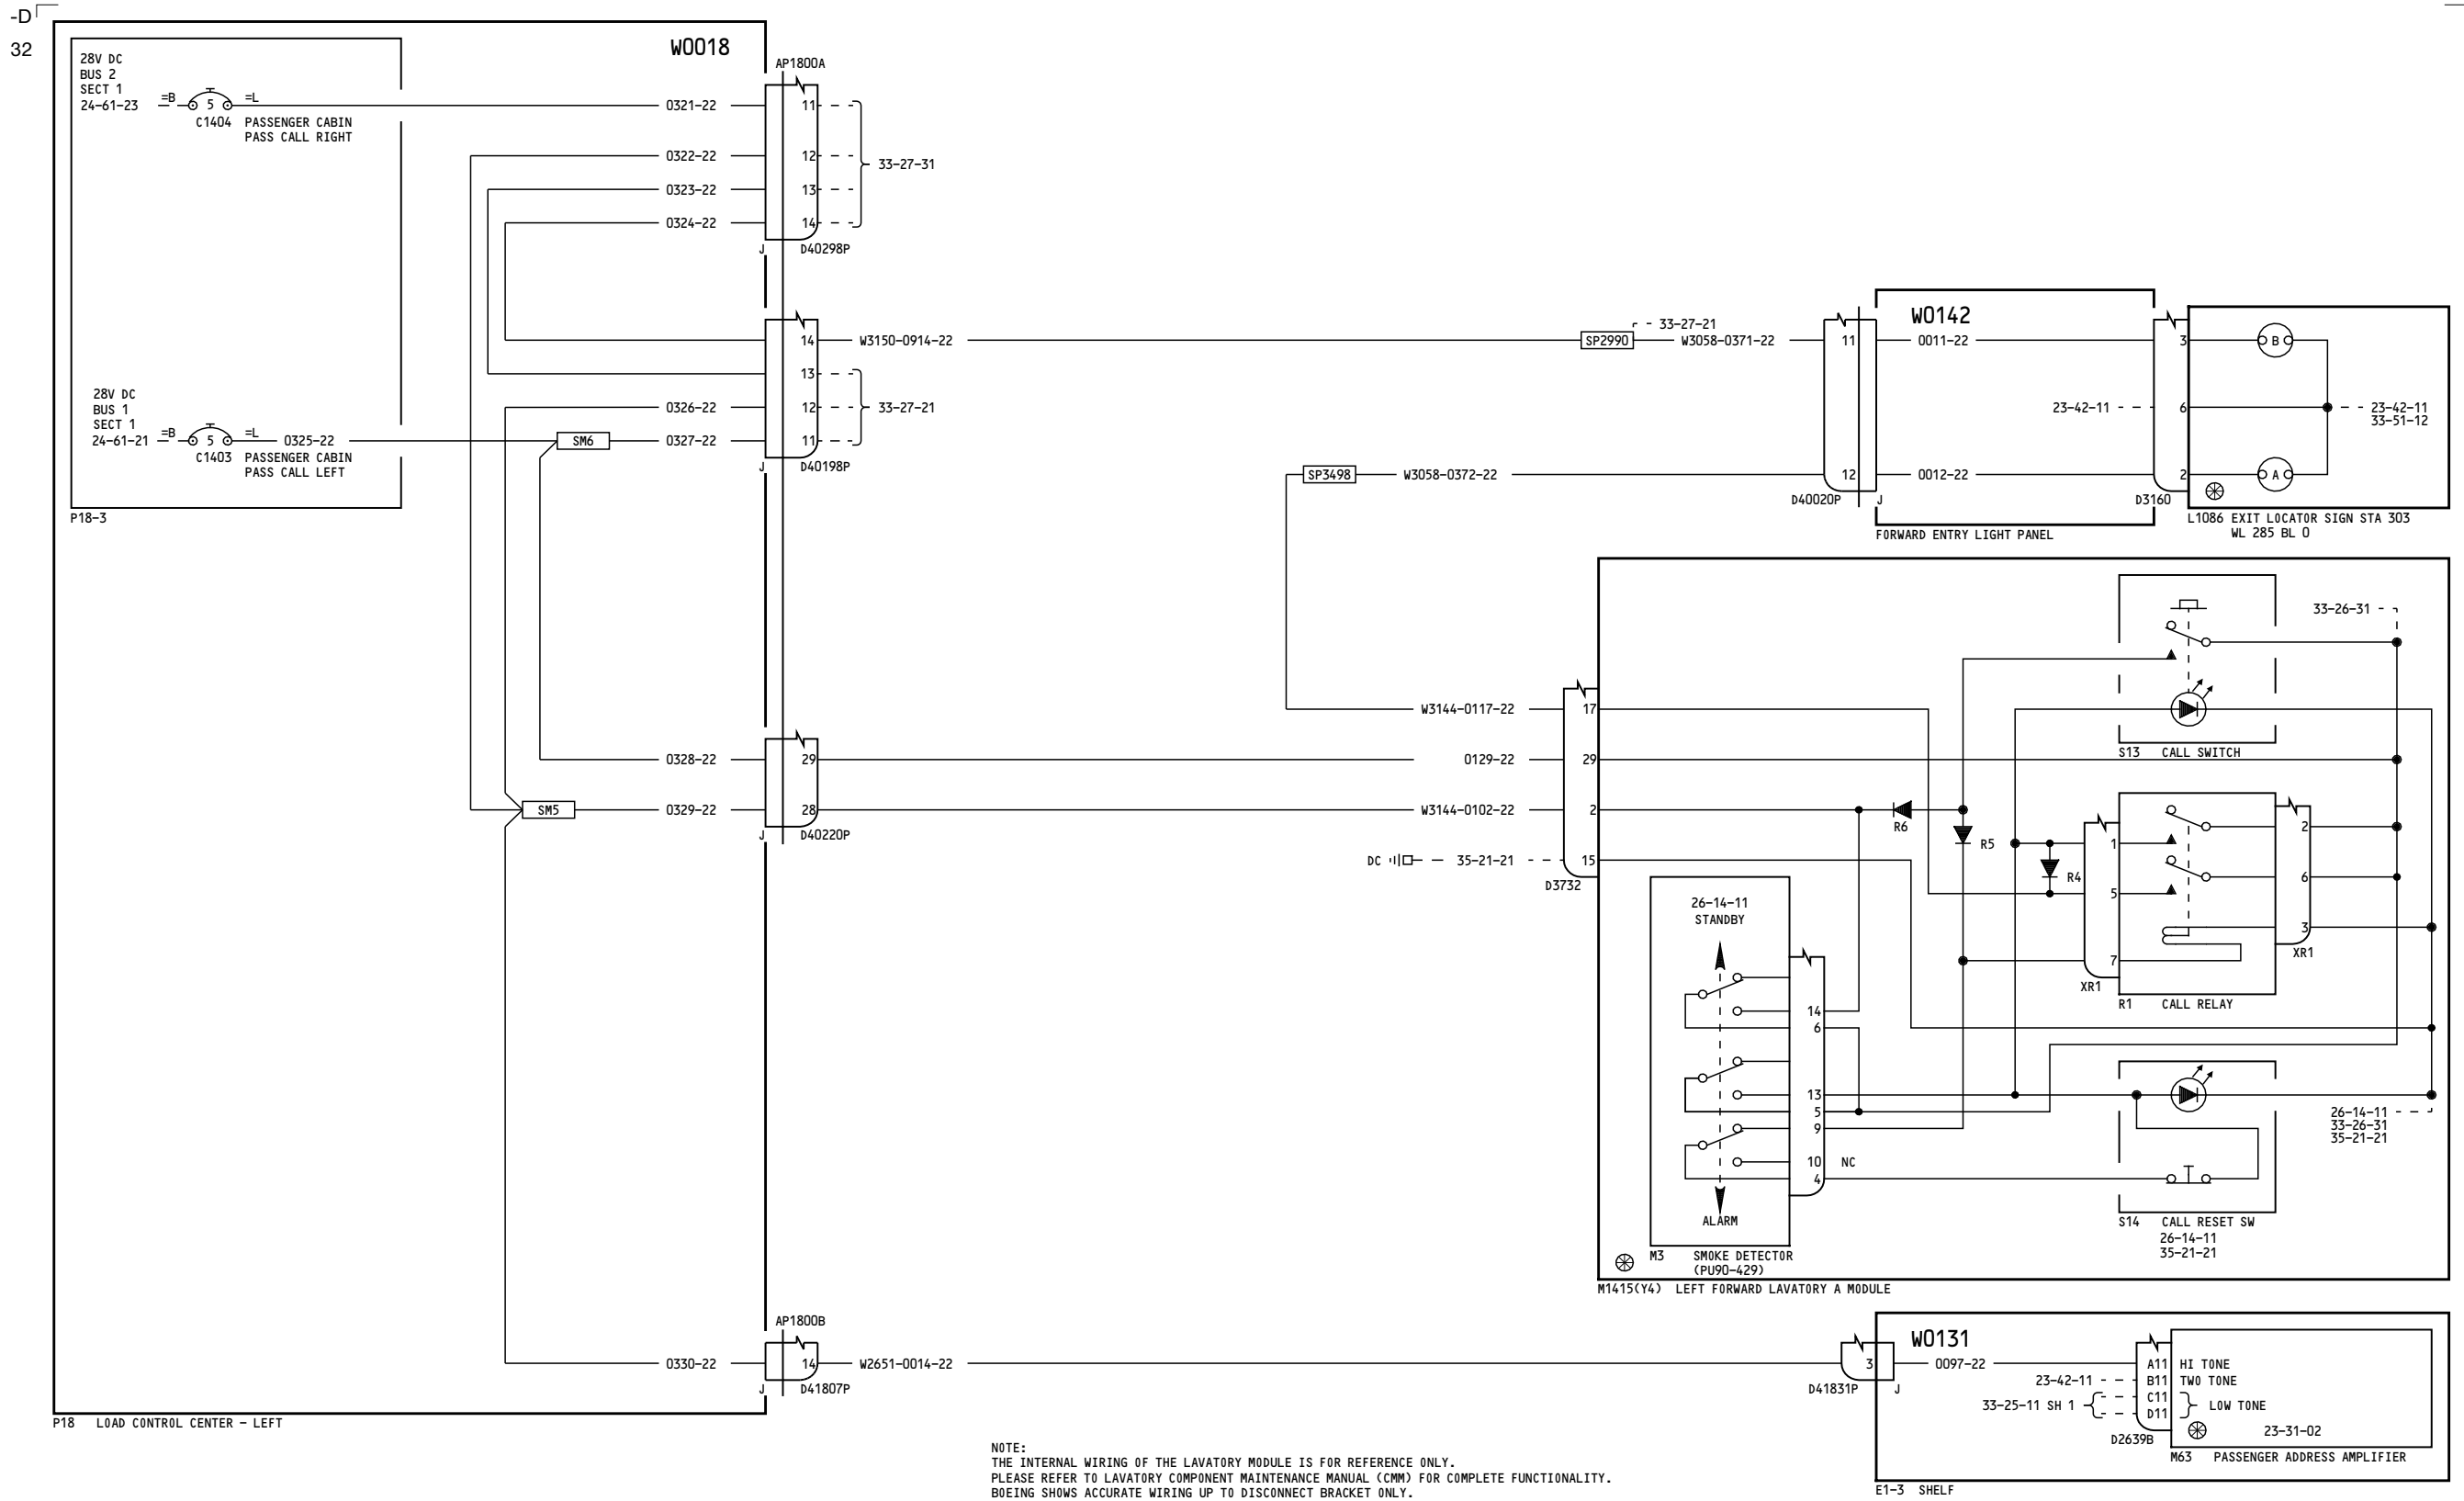 -D
32
W0018
28V DC
BUS 2
SECT 1
24-61-23
=B
5
=L
C1404 PASSENGER CABIN
PASS CALL RIGHT
0321-22
0322-22
0323-22
0324-22
AP1800A
11
12
13
14
33-27-31
J
D40298P
14
W3150-0914-22
13
12
11
33-27-21
J
D40198P
28V DC
BUS 1
SECT 1
24-61-21
=B
5
=L
0325-22
C1403 PASSENGER CABIN
PASS CALL LEFT
P18-3
SM6
0326-22
0327-22
0328-22
SM5
0329-22
29
28
J
D40220P
AP1800B
0330-22
14
W2651-0014-22
J
D41807P
P18 LOAD CONTROL CENTER - LEFT
SP2990
33-27-21
W3058-0371-22
SP3498
W3058-0372-22
11
12
D40020P
J
W0142
0011-22
23-42-11
0012-22
3
6
2
D3160
FORWARD ENTRY LIGHT PANEL
B
A
23-42-11
33-51-12
L1086 EXIT LOCATOR SIGN STA 303
WL 285 BL 0
W3144-0117-22
0129-22
W3144-0102-22
DC
35-21-21
17
29
2
15
D3732
33-26-31
S13 CALL SWITCH
R6
R5
R4
1
5
7
XR1
2
6
3
XR1
R1 CALL RELAY
26-14-11
STANDBY
14
6
13
5
9
10
NC
4
ALARM
M3 SMOKE DETECTOR
(PU90-429)
26-14-11
33-26-31
35-21-21
S14 CALL RESET SW
26-14-11
35-21-21
M1415(Y4) LEFT FORWARD LAVATORY A MODULE
3
D41831P
J
W0131
0097-22
23-42-11
33-25-11 SH 1
A11 HI TONE
B11 TWO TONE
C11
D11
LOW TONE
D2639B
23-31-02
M63 PASSENGER ADDRESS AMPLIFIER
E1-3 SHELF
NOTE:
THE INTERNAL WIRING OF THE LAVATORY MODULE IS FOR REFERENCE ONLY.
PLEASE REFER TO LAVATORY COMPONENT MAINTENANCE MANUAL (CMM) FOR COMPLETE FUNCTIONALITY.
BOEING SHOWS ACCURATE WIRING UP TO DISCONNECT BRACKET ONLY.